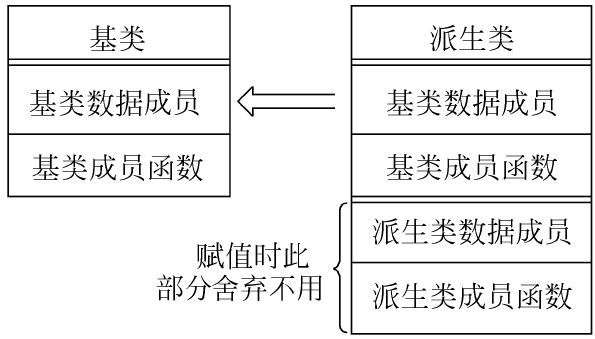 基类
基类数据成员
基类成员函数
派生类
基类数据成员
基类成员函数
派生类数据成员
派生类成员函数
赋值时此
部分舍弃不用